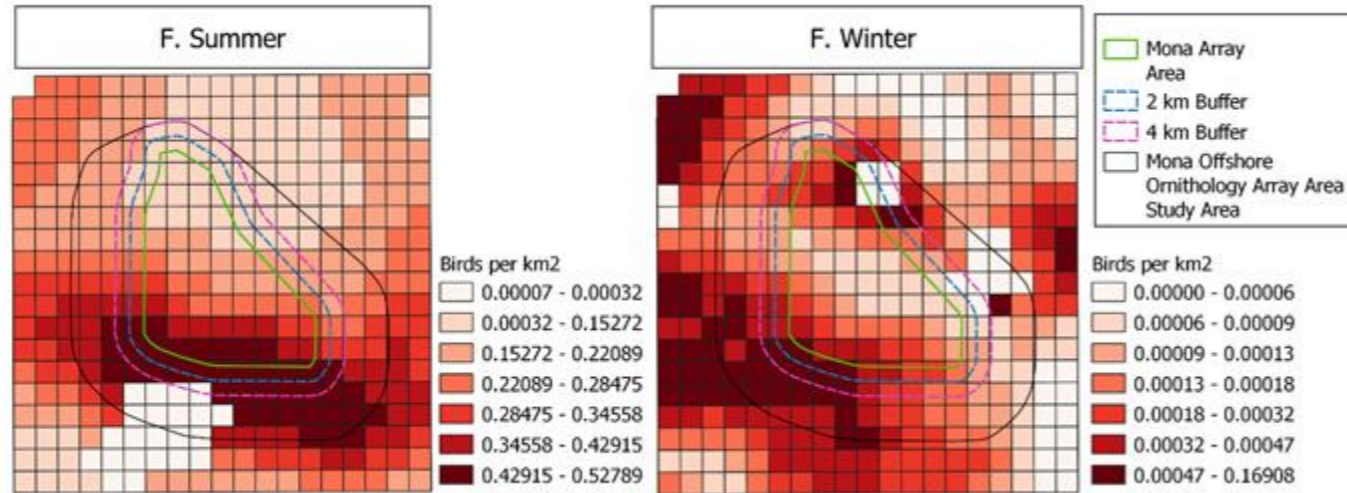 F. Summer
F. Winter
Mona Array
Area
2 km Buffer
4 km Buffer
Mona Offshore
Ornithology Array Area
Study Area
Birds per km2
0.00007 - 0.00032
0.00032 - 0.15272
0.15272 - 0.22089
0.22089 - 0.28475
0.28475 - 0.34558
0.34558 - 0.42915
0.42915 - 0.52789
Birds per km2
0.00000 - 0.00006
0.00006 - 0.00009
0.00009 - 0.00013
0.00013 - 0.00018
0.00018 - 0.00032
0.00032 - 0.00047
0.00047 - 0.16908